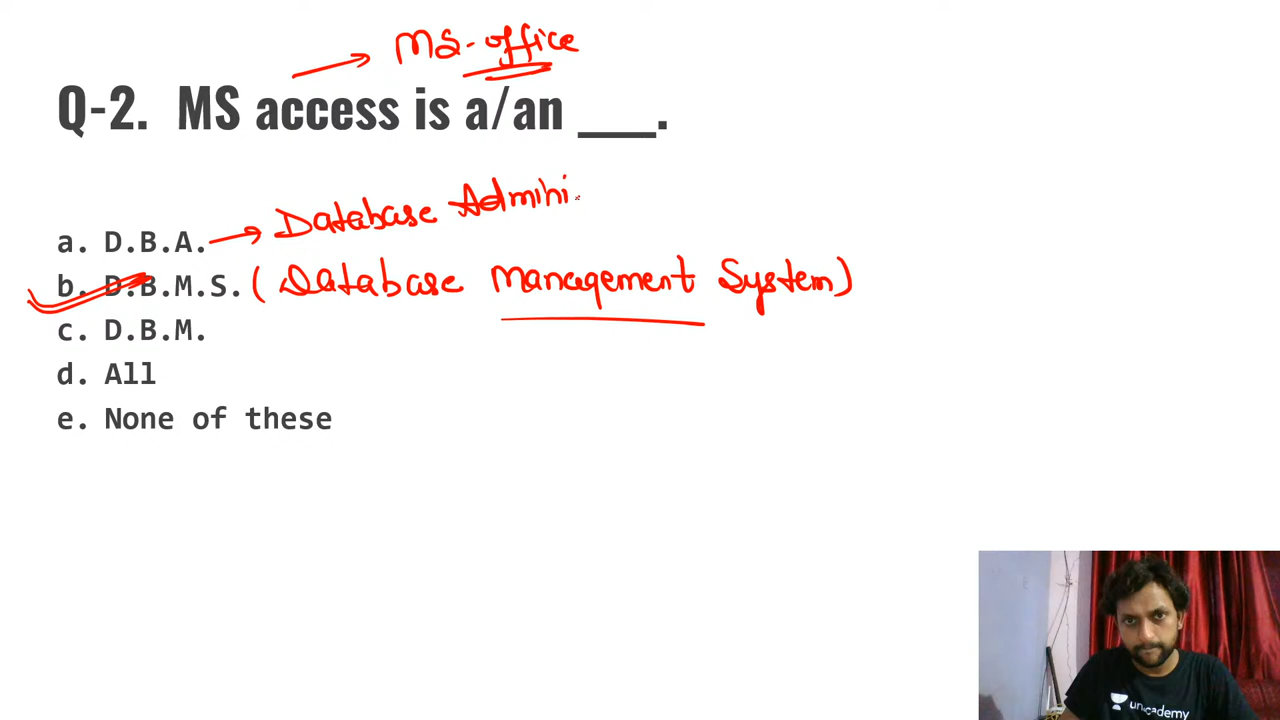 MS-office
Q-2. MS access is a/an ___.
a. D.B.A. Database Admini
b. D.B.M.S. (Database Management System)
c. D.B.M.
d. All
e. None of these
unacademy